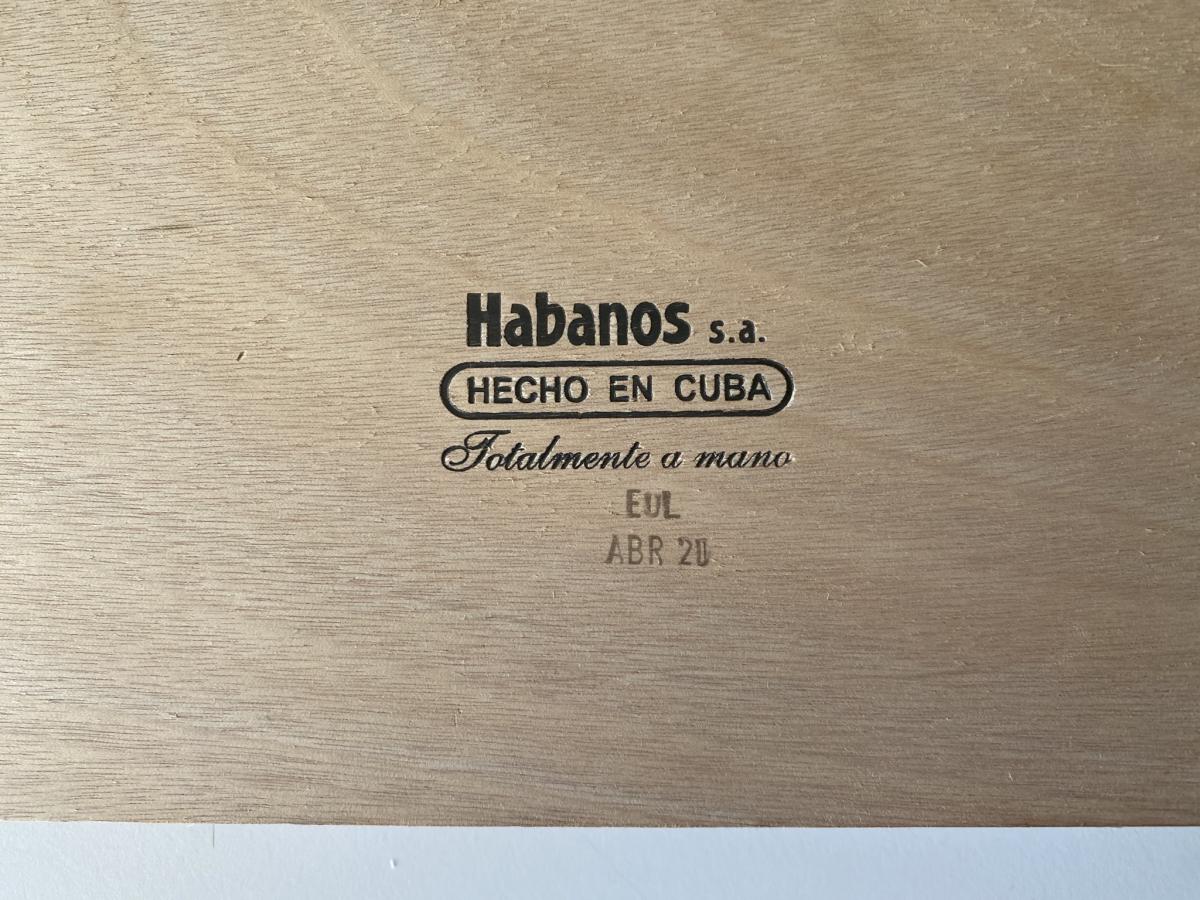 Habanos s.a.
HECHO EN CUBA
Totalmente a mano
EUL
ABR 20